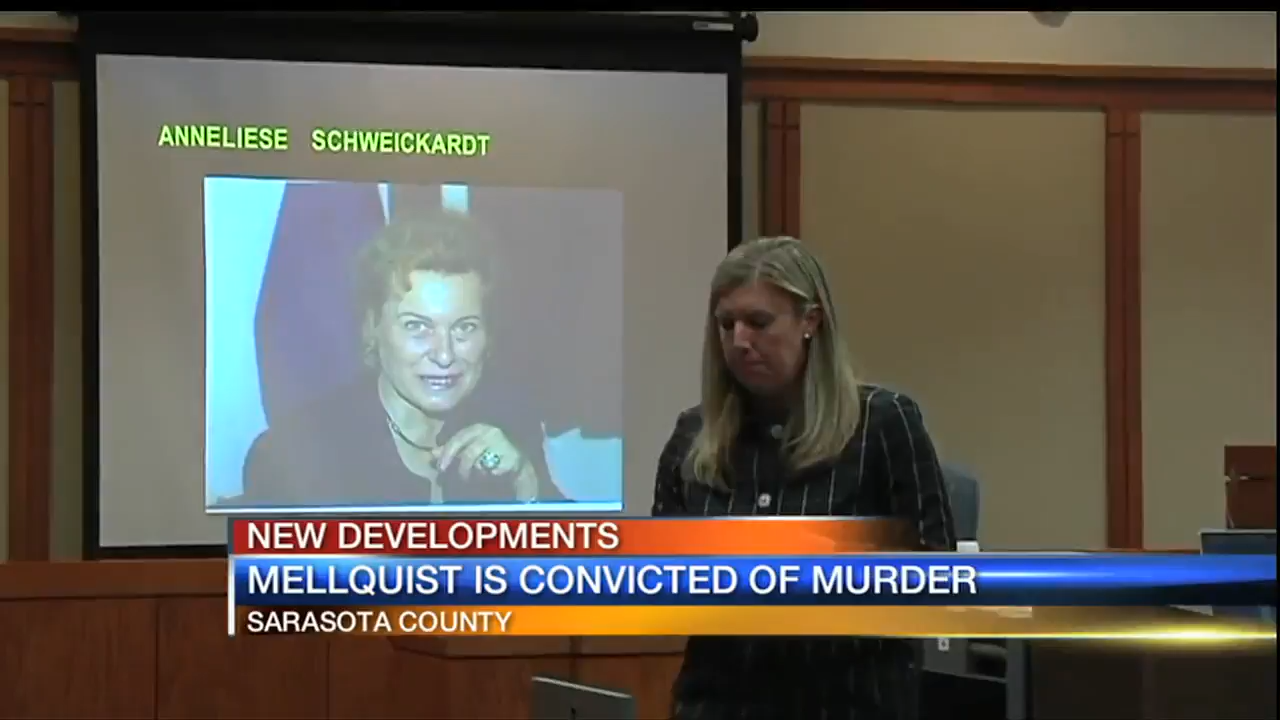 ANNELIESE SCHWEICKARDT
NEW DEVELOPMENTS
MELLQUIST IS CONVICTED OF MURDER
SARASOTA COUNTY